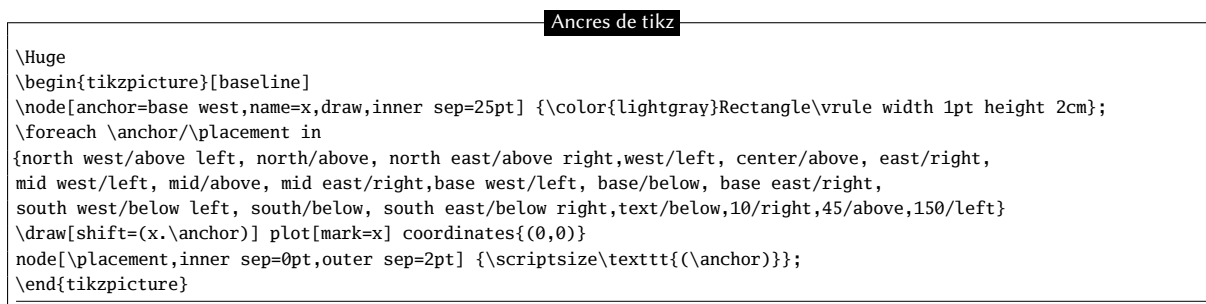 Ancres de tikz
\Huge
\begin{tikzpicture}[baseline]
\node[anchor=base west,name=x,draw,inner sep=25pt] {\color{lightgray}Rectangle\vrule width 1pt height 2cm};
\foreach \anchor/\placement in
{north west/above left, north/above, north east/above right,west/left, center/above, east/right,
mid west/left, mid/above, mid east/right,base west/left, base/below, base east/right,
south west/below left, south/below, south east/below right,text/below,10/right,45/above,150/left}
\draw[shift=(x.\anchor)] plot[mark=x] coordinates{(0,0)}
node[\placement,inner sep=0pt,outer sep=2pt] {\scriptsize\texttt{(\anchor)}};
\end{tikzpicture}